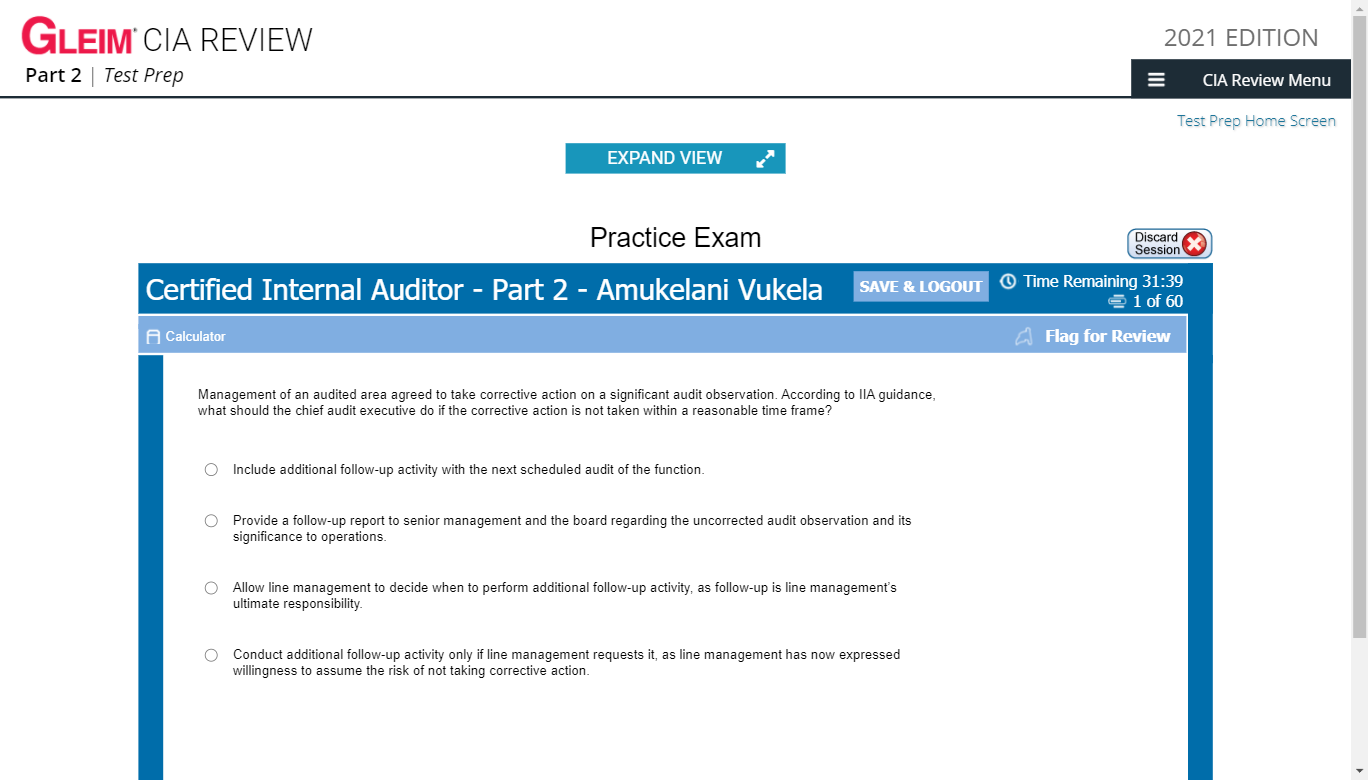 GLEIM® CIA REVIEW
2021 EDITION
Part 2 | Test Prep
CIA Review Menu
Test Prep Home Screen
EXPAND VIEW
Practice Exam
Discard
Session
Certified Internal Auditor - Part 2 - Amukelani Vukela
SAVE & LOGOUT
Time Remaining 31:39
1 of 60
Calculator
Flag for Review
Management of an audited area agreed to take corrective action on a significant audit observation. According to IIA guidance,
what should the chief audit executive do if the corrective action is not taken within a reasonable time frame?
Include additional follow-up activity with the next scheduled audit of the function.
Provide a follow-up report to senior management and the board regarding the uncorrected audit observation and its
significance to operations.
Allow line management to decide when to perform additional follow-up activity, as follow-up is line management's
ultimate responsibility.
Conduct additional follow-up activity only if line management requests it, as line management has now expressed
willingness to assume the risk of not taking corrective action.